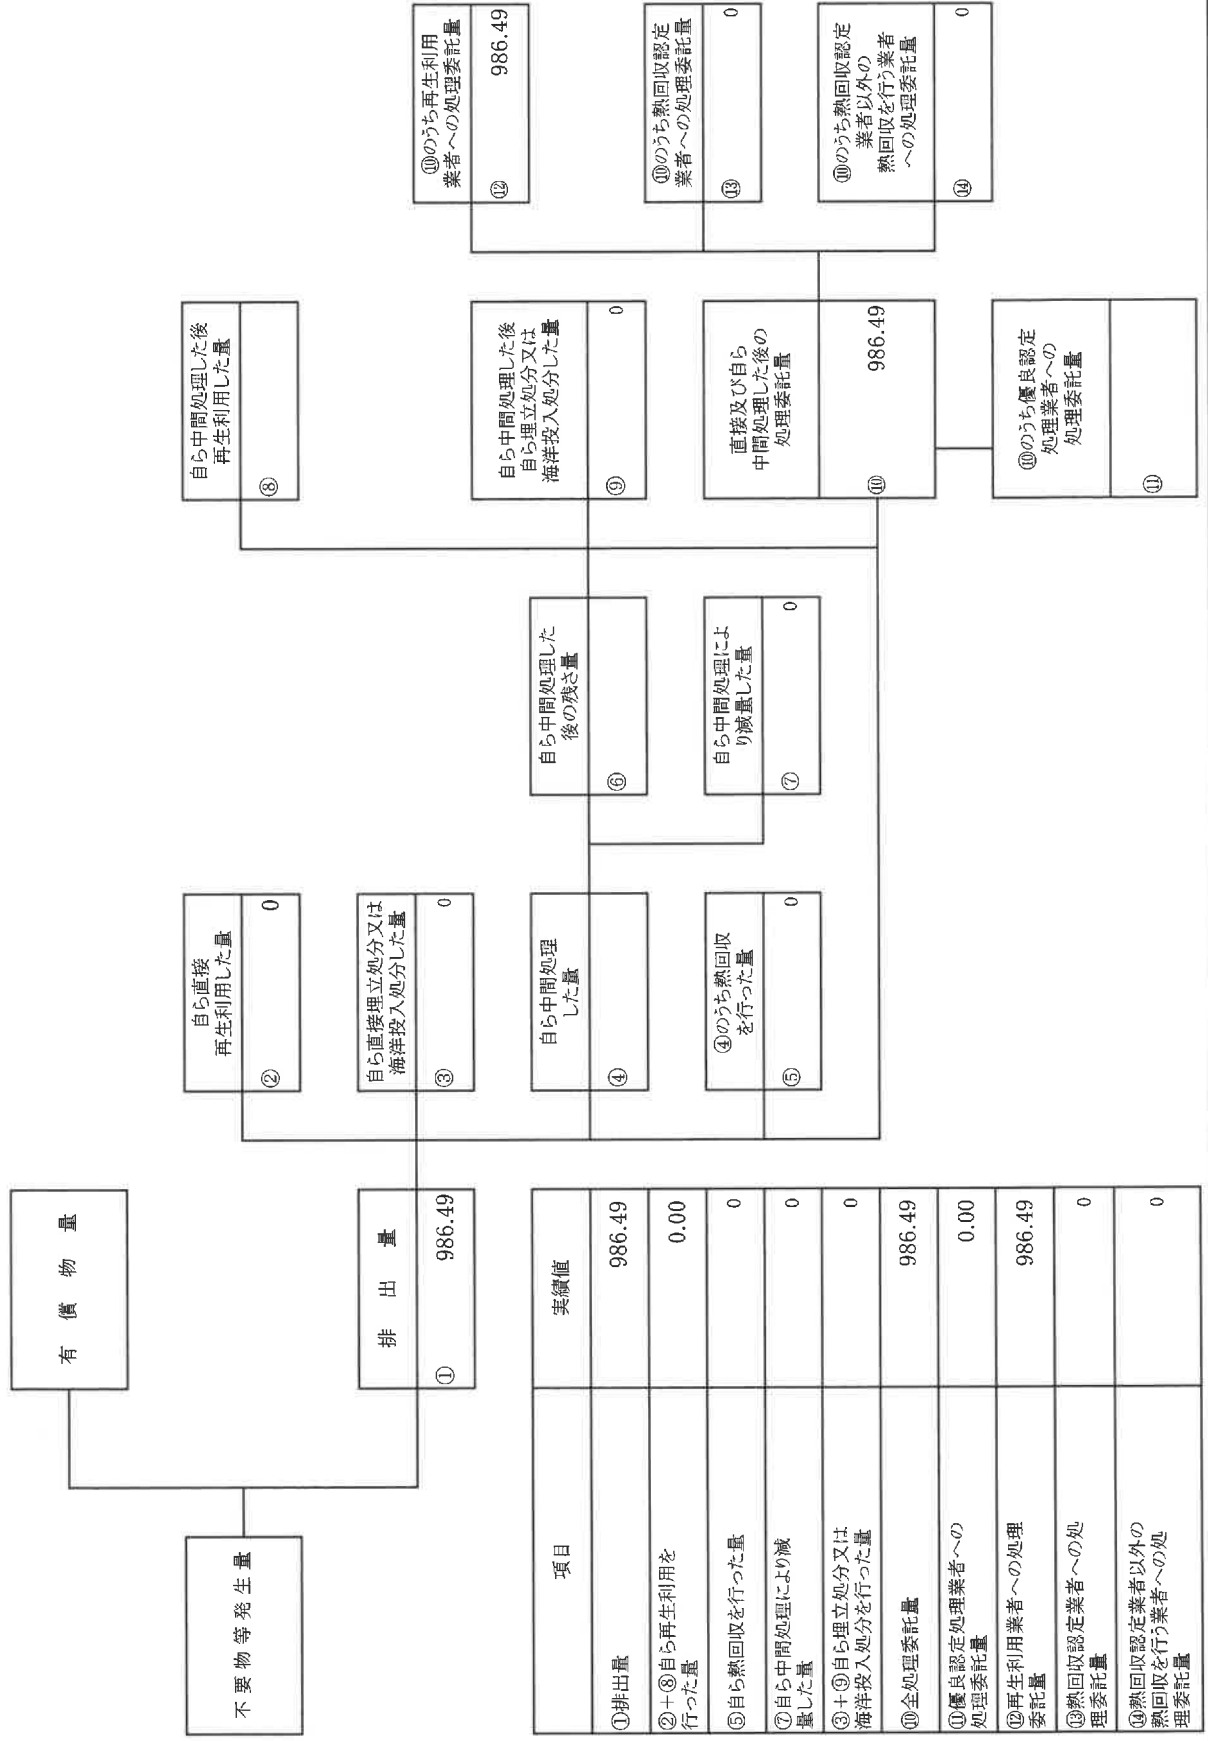 有償物量
不要物等発生量
排出量
① 986.49
自ら直接
再生利用した量
② 0
自ら直接埋立処分又は
海洋投入処分した量
③ 0
自ら中間処理
した量
④
④のうち熱回収
を行った量
⑤ 0
自ら中間処理した
後の残さ量
⑥
自ら中間処理によ
り減量した量
⑦ 0
自ら中間処理した後
再生利用した量
⑧
自ら中間処理した後
自ら埋立処分又は
海洋投入処分した量
⑨ 0
直接及び自ら
中間処理した後の
処理委託量
⑩ 986.49
⑩のうち優良認定
処理業者への
処理委託量
⑪
⑩のうち再生利用
業者への処理委託量
⑫ 986.49
⑩のうち熱回収認定
業者への処理委託量
⑬ 0
⑩のうち熱回収認定
業者以外の
熱回収を行う業者
への処理委託量
⑭ 0
項目 実績値
①排出量 986.49
②+⑧自ら再生利用を
行った量 0.00
⑤自ら熱回収を行った量 0
⑦自ら中間処理により減
量した量 0
③+⑨自ら埋立処分又は
海洋投入処分を行った量 0
⑩全処理委託量 986.49
⑪優良認定処理業者への
処理委託量 0.00
⑫再生利用業者への処理
委託量 986.49
⑬熱回収認定業者への処
理委託量 0
⑭熱回収認定業者以外の
熱回収を行う業者への処
理委託量 0